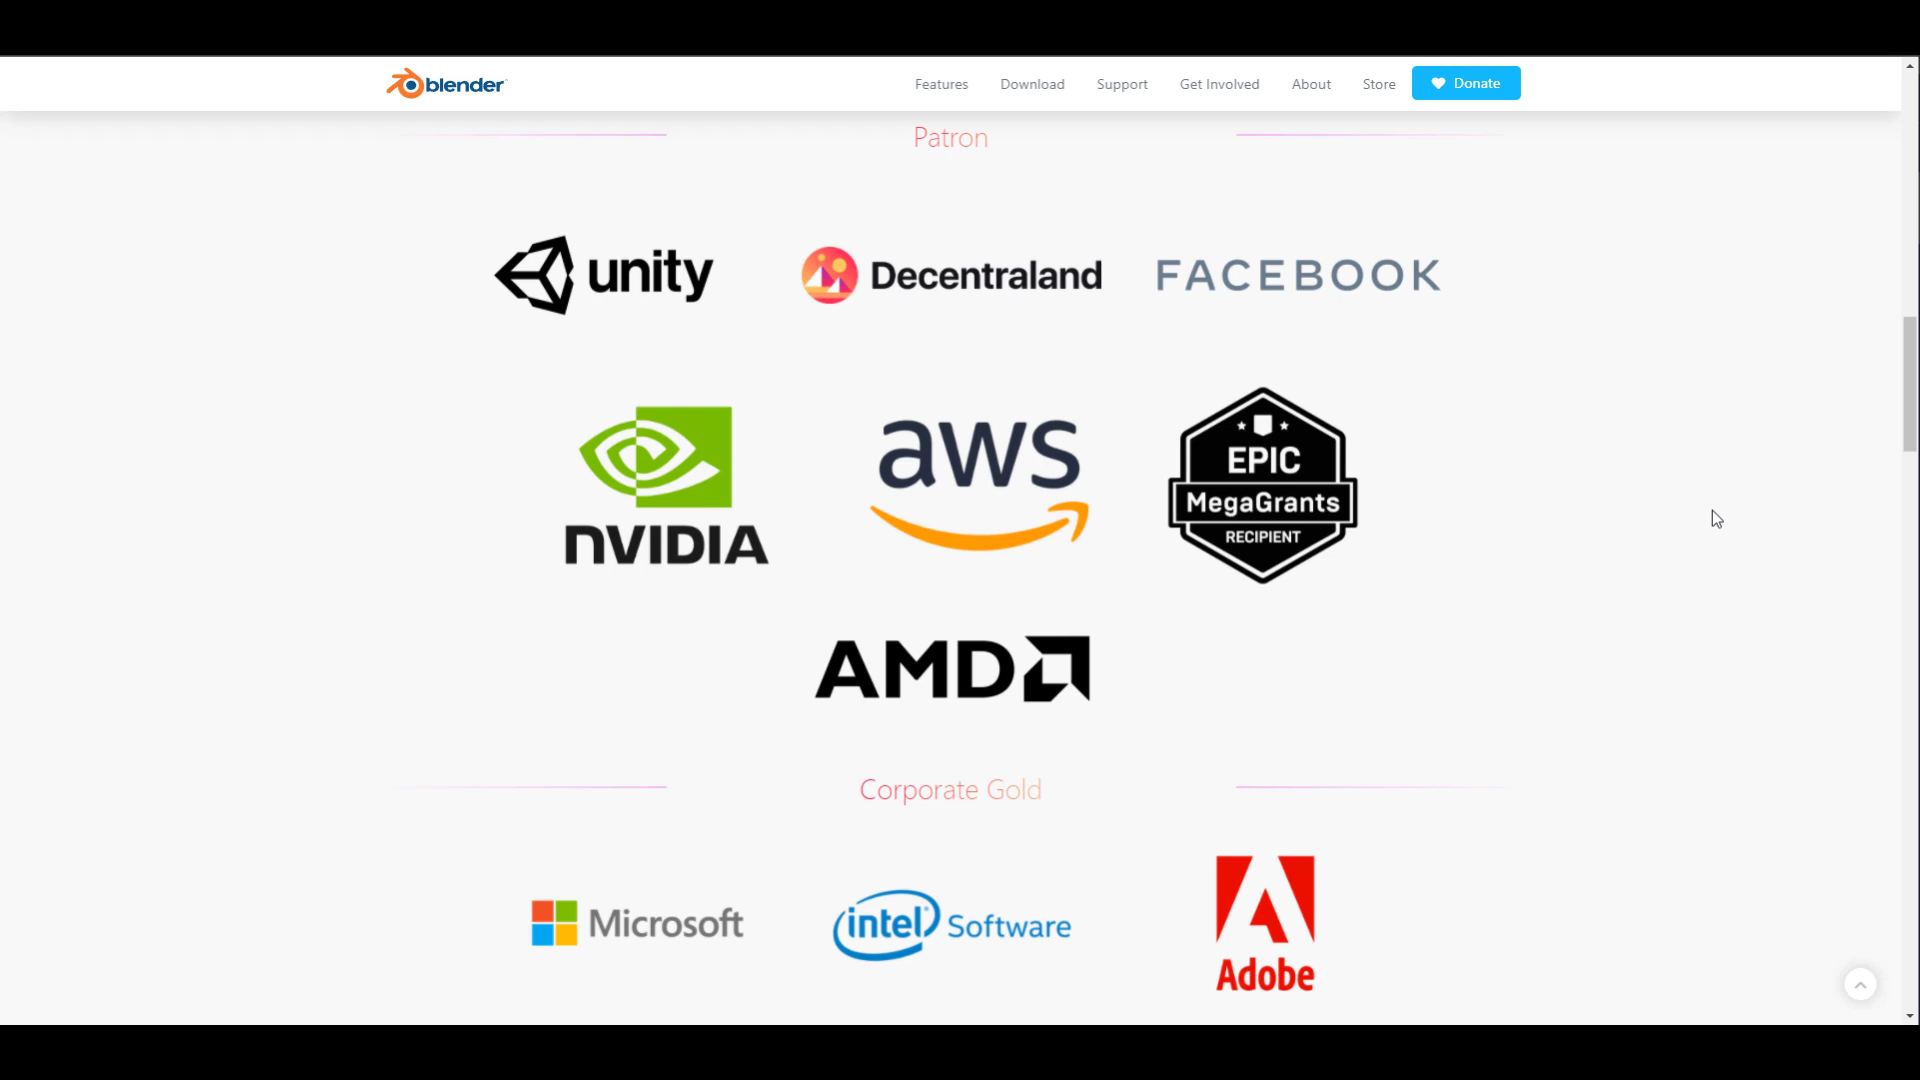 blender
Features Download Support Get Involved About Store Donate
Patron
unity Decentraland FACEBOOK
NVIDIA
aws
EPIC
MegaGrants
RECIPIENT
AMD
Corporate Gold
Microsoft
intel Software
Adobe